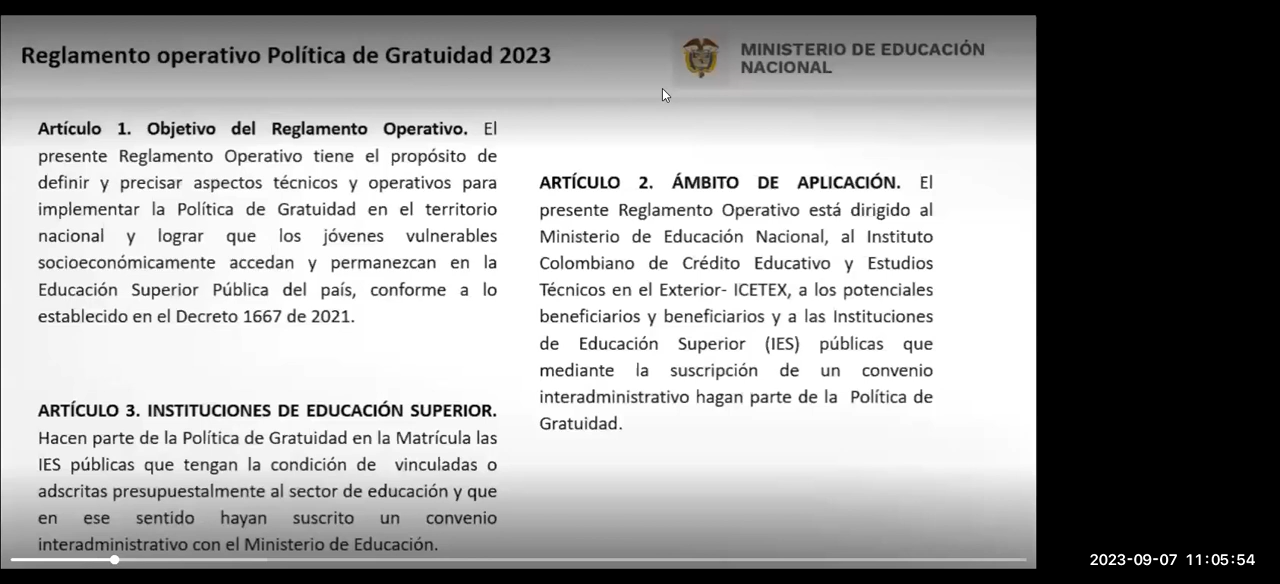 Reglamento operativo Política de Gratuidad 2023
MINISTERIO DE EDUCACIÓN
NACIONAL
Artículo 1. Objetivo del Reglamento Operativo. El
presente Reglamento Operativo tiene el propósito de
definir y precisar aspectos técnicos y operativos para
implementar la Política de Gratuidad en el territorio
nacional y lograr que los jóvenes vulnerables
socioeconómicamente accedan y permanezcan en la
Educación Superior Pública del país, conforme a lo
establecido en el Decreto 1667 de 2021.
ARTÍCULO 3. INSTITUCIONES DE EDUCACIÓN SUPERIOR.
Hacen parte de la Política de Gratuidad en la Matrícula las
IES públicas que tengan la condición de vinculadas o
adscritas presupuestalmente al sector de educación y que
en ese sentido hayan suscrito un convenio
interadministrativo con el Ministerio de Educación.
ARTÍCULO 2. ÁMBITO DE APLICACIÓN. El
presente Reglamento Operativo está dirigido al
Ministerio de Educación Nacional, al Instituto
Colombiano de Crédito Educativo y Estudios
Técnicos en el Exterior- ICETEX, a los potenciales
beneficiarios y beneficiarios y a las Instituciones
de Educación Superior (IES) públicas que
mediante la suscripción de un convenio
interadministrativo hagan parte de la Política de
Gratuidad.
2023-09-07 11:05:54